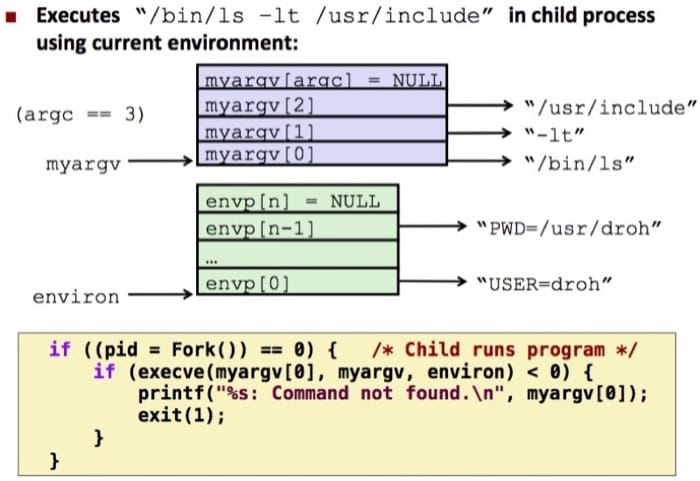 Executes "/bin/ls -lt /usr/include" in child process
using current environment:
myargv[argc] = NULL
(argc == 3)
myargv[2]
"/usr/include"
myargv[1]
"-lt"
myargv
myargv[0]
"/bin/ls"
envp[n] = NULL
envp[n-1]
"PWD=/usr/droh"
...
environ
envp[0]
"USER=droh"
if ((pid = Fork()) == 0) {   /* Child runs program */
    if (execve(myargv[0], myargv, environ) < 0) {
        printf("%s: Command not found.\n", myargv[0]);
        exit(1);
    }
}